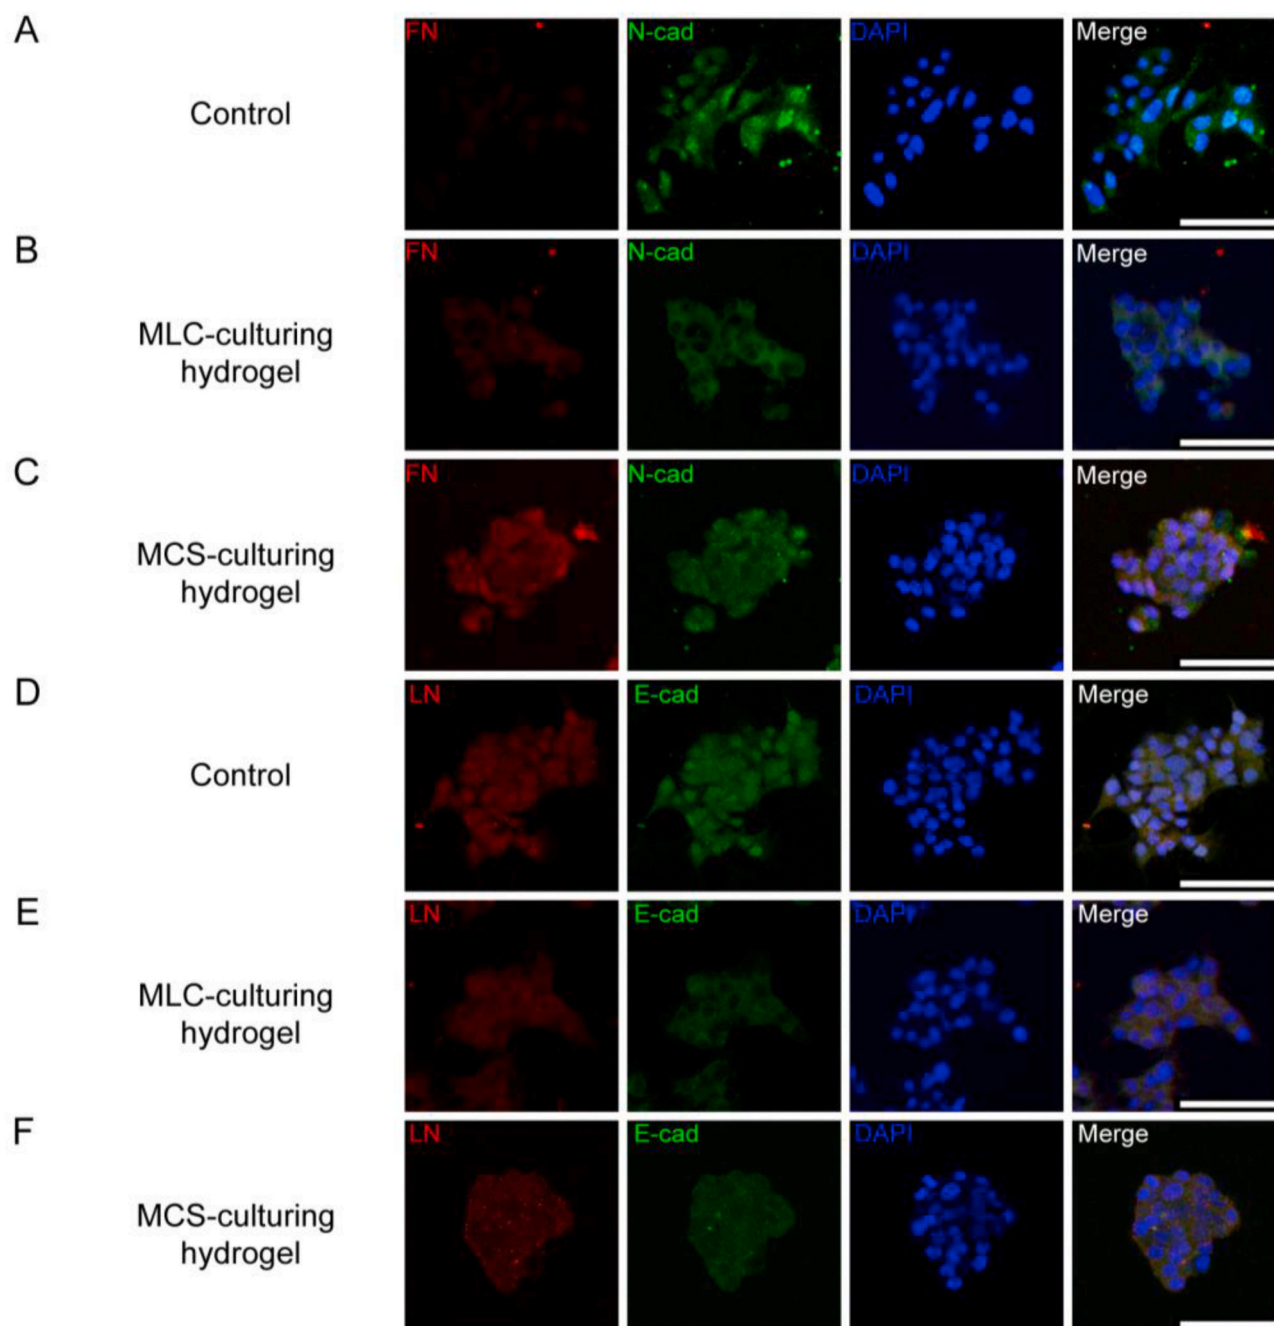 A
Control
FN
N-cad
DAPI
Merge
B
MLC-culturing
hydrogel
FN
N-cad
DAPI
Merge
C
MCS-culturing
hydrogel
FN
N-cad
DAPI
Merge
D
Control
LN
E-cad
DAPI
Merge
E
MLC-culturing
hydrogel
LN
E-cad
DAPI
Merge
F
MCS-culturing
hydrogel
LN
E-cad
DAPI
Merge